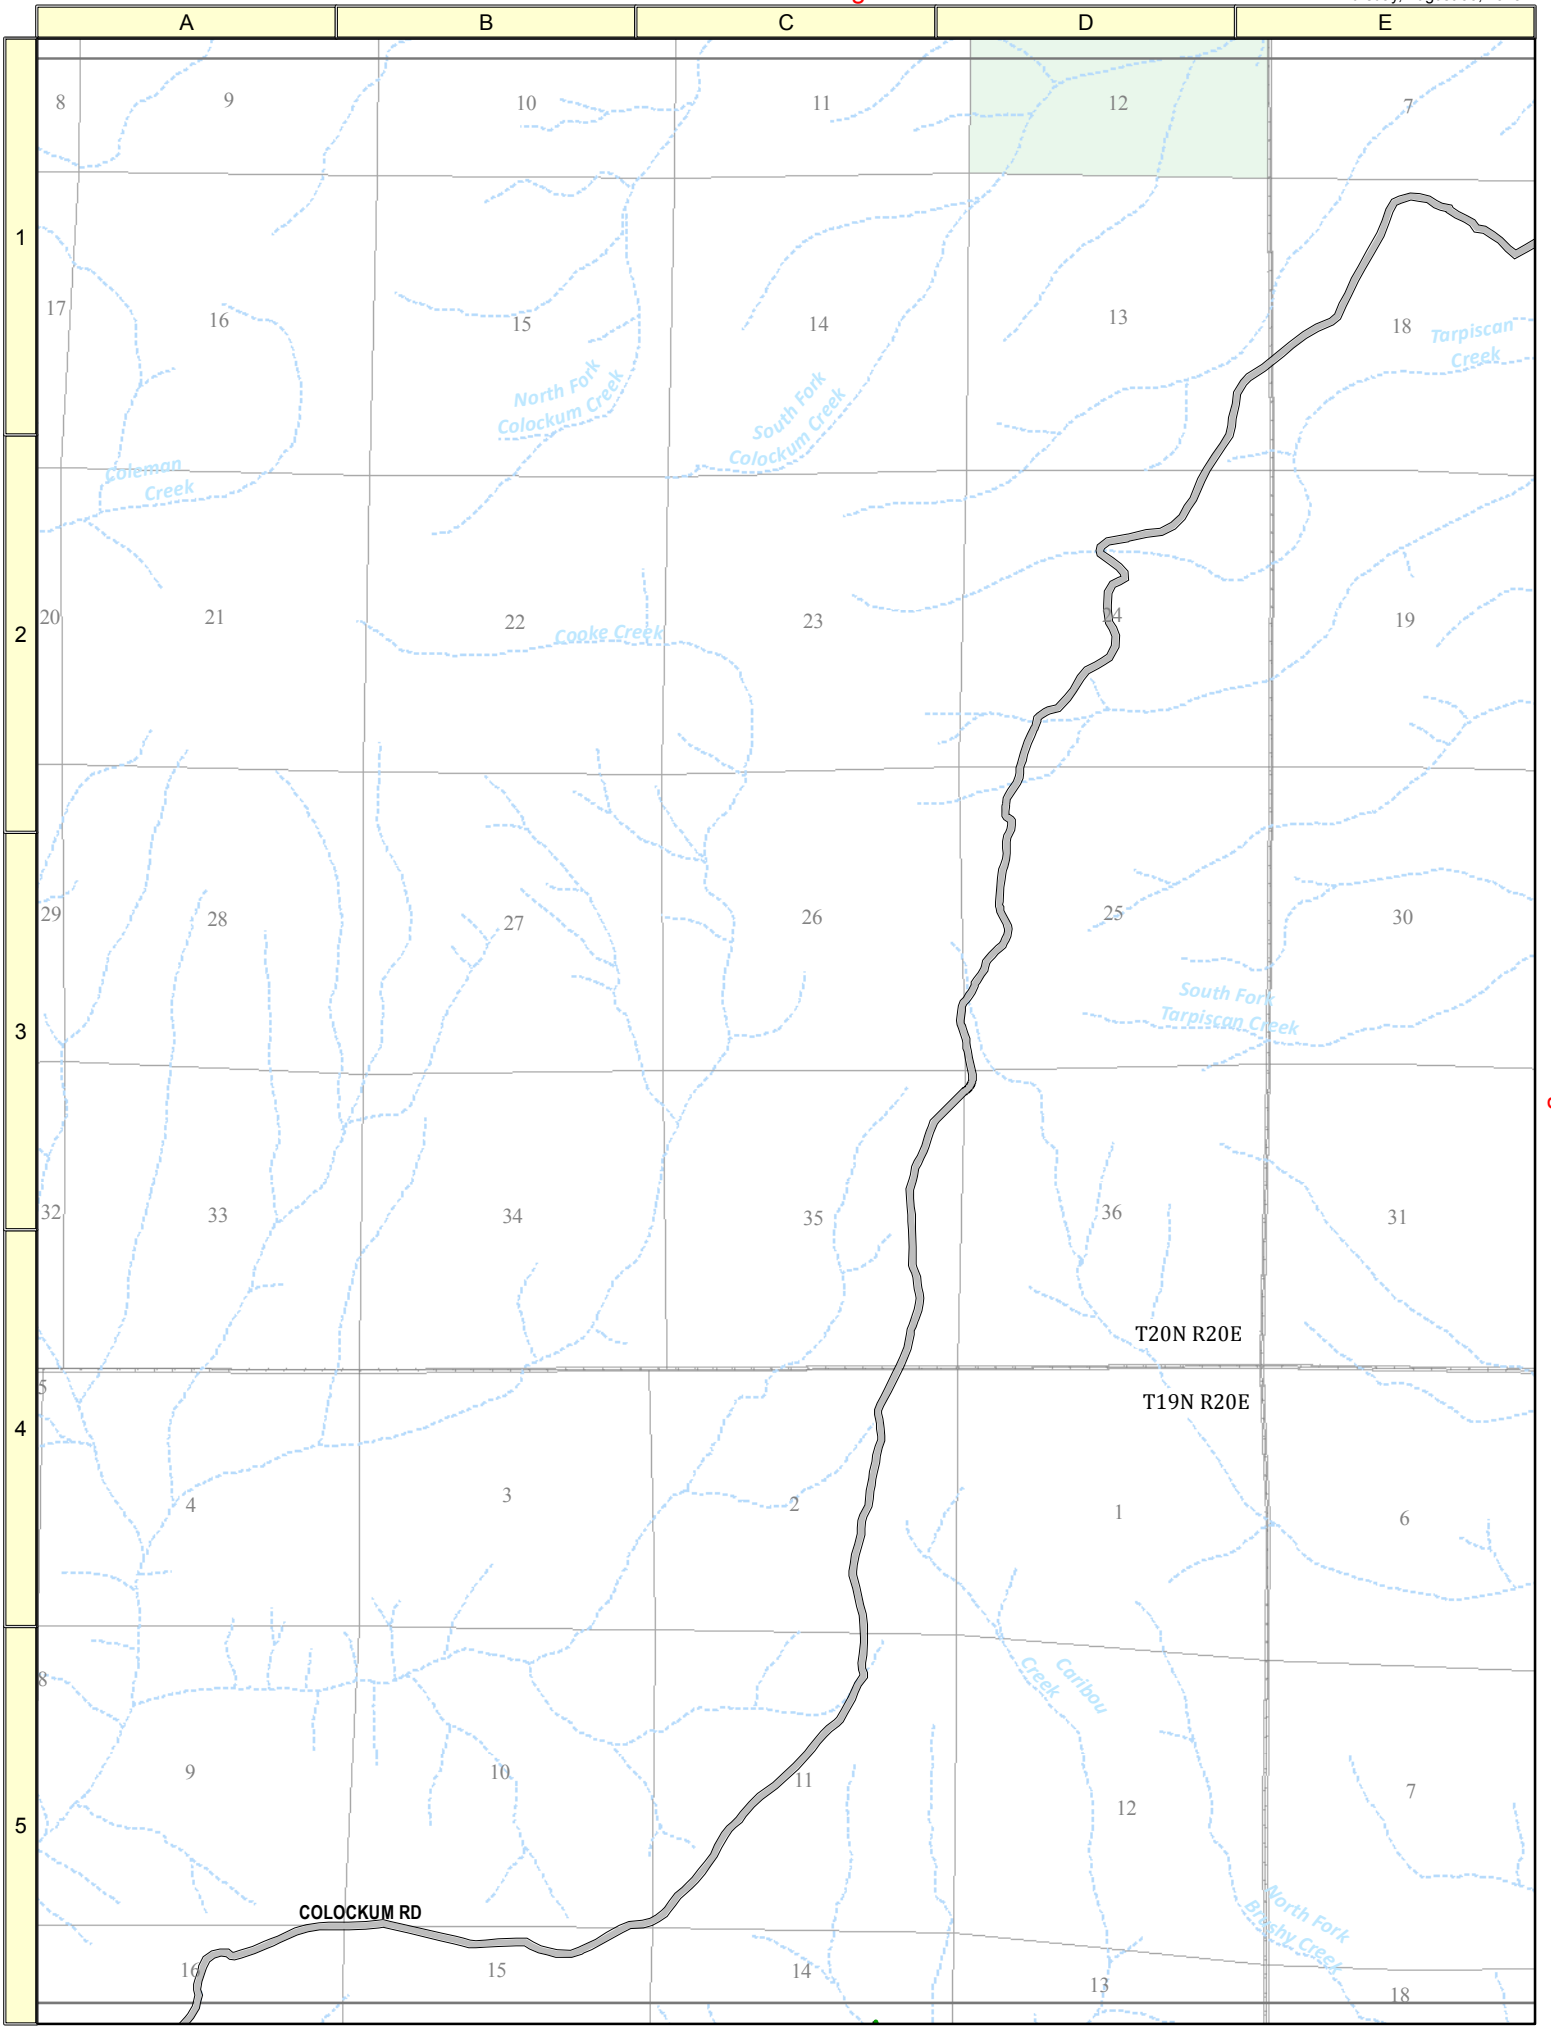 A B C D E
8 9 10 11 12 7
1
17 16 15 14 13 18
Tarpiscan
Creek
North Fork
Colockum Creek
South Fork
Colockum Creek
Coleman
Creek
2
20 21 22 23 24 19
Cooke Creek
29 28 27 26 25 30
3
South Fork
Tarpiscan Creek
32 33 34 35 36 31
T20N R20E
5
4
T19N R20E
4 3 2 1 6
8
Caribou
Creek
9 10 11 12 7
5
COLOCKUM RD
North Fork
Brushy Creek
16 15 14 13 18